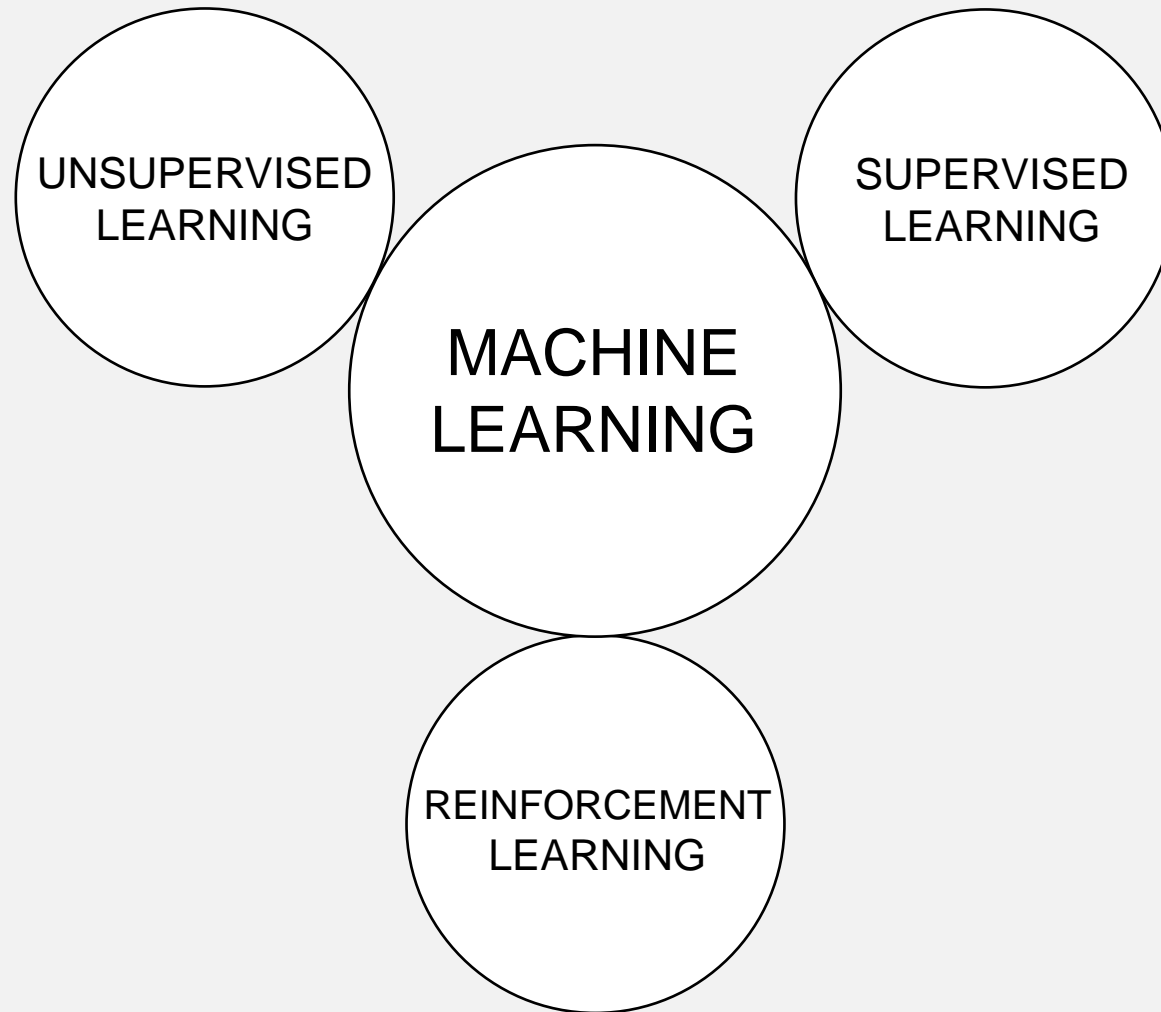 UNSUPERVISED
LEARNING
SUPERVISED
LEARNING
MACHINE
LEARNING
REINFORCEMENT
LEARNING